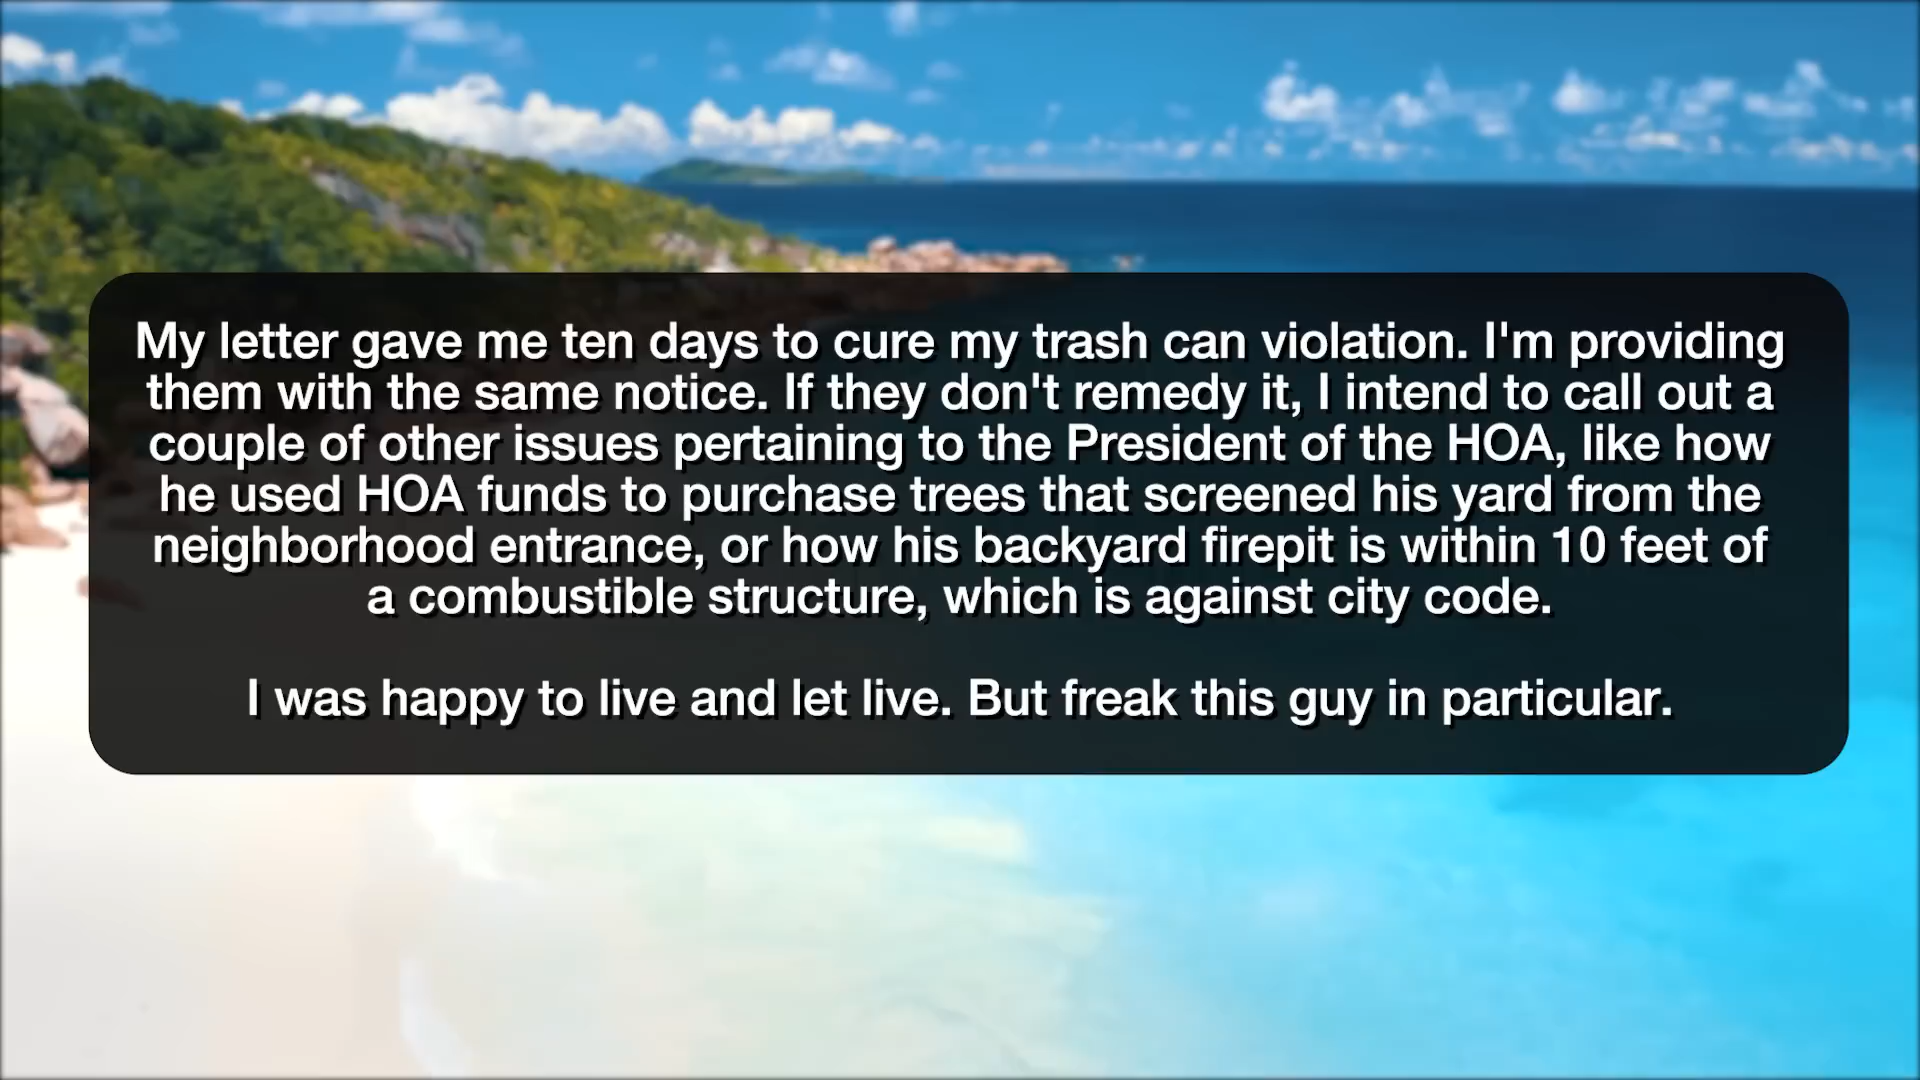 My letter gave me ten days to cure my trash can violation. I'm providing
them with the same notice. If they don't remedy it, I intend to call out a
couple of other issues pertaining to the President of the HOA, like how
he used HOA funds to purchase trees that screened his yard from the
neighborhood entrance, or how his backyard firepit is within 10 feet of
a combustible structure, which is against city code.
I was happy to live and let live. But freak this guy in particular.